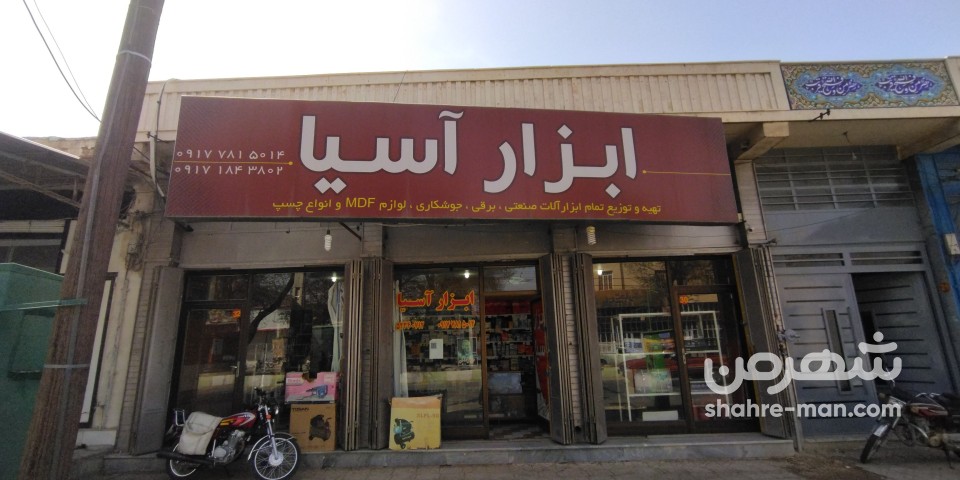 ابزار آسیا
۰۹۱۷ ۷۸۱ ۵۰۱۴
۰۹۱۷ ۱۸۴ ۳۸۰۲
تهیه و توزیع تمام ابزارآلات صنعتی ، برقی ، جوشکاری ، لوازم MDF و انواع چسب
ابزار آسیا
شهرمن
shahre-man.com